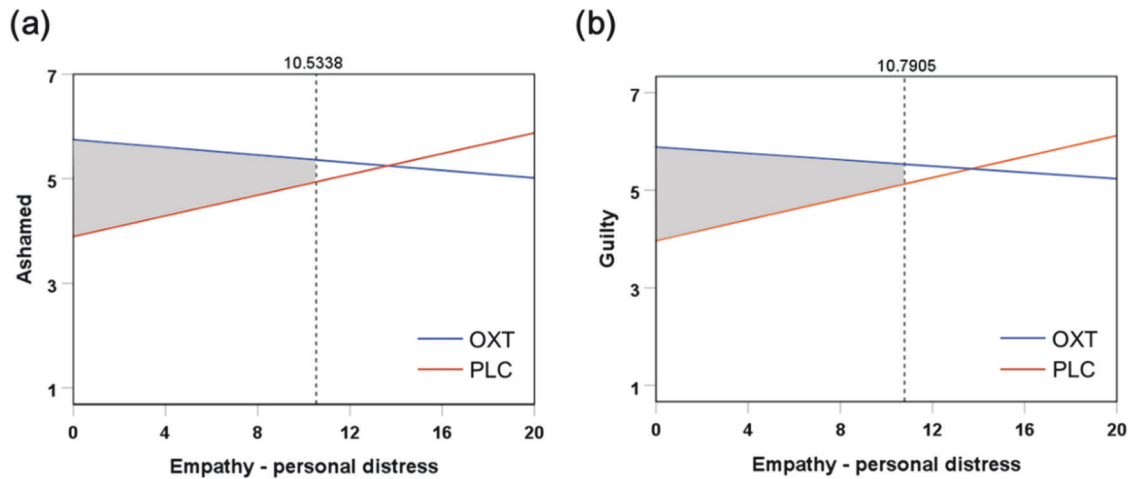 (a)
10.5338
7
5
3
1
Ashamed
OXT
PLC
0 4 8 12 16 20
Empathy - personal distress
(b)
10.7905
7
5
3
1
Guilty
OXT
PLC
0 4 8 12 16 20
Empathy - personal distress